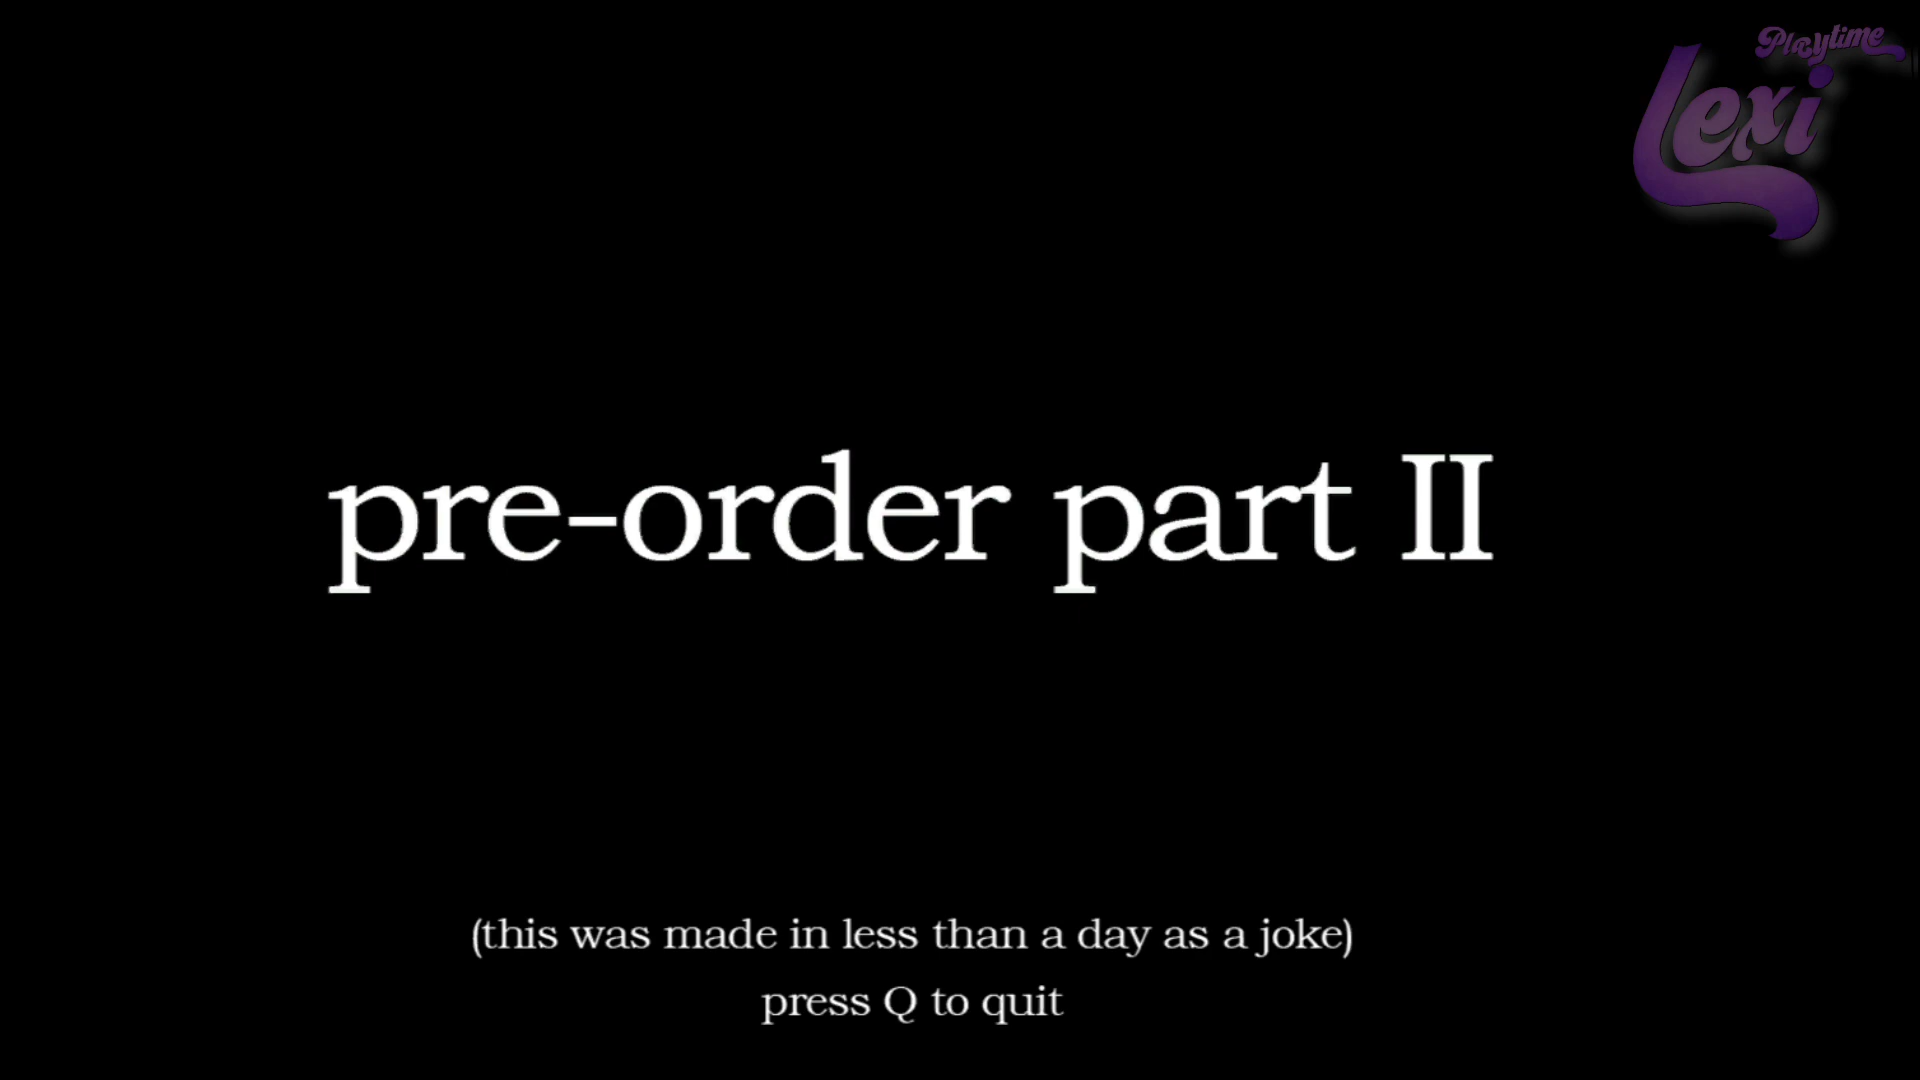 Playtime
Lexi
pre-order part II
(this was made in less than a day as a joke)
press Q to quit